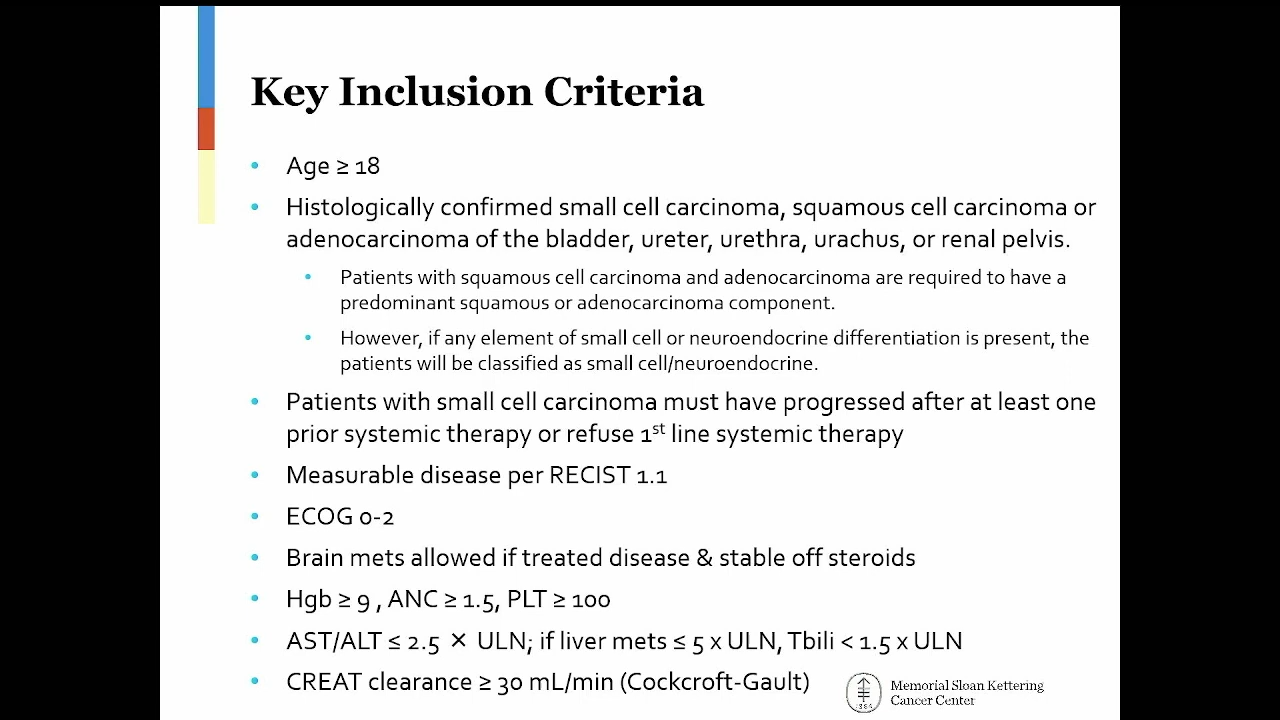 Key Inclusion Criteria
• Age ≥ 18
• Histologically confirmed small cell carcinoma, squamous cell carcinoma or
adenocarcinoma of the bladder, ureter, urethra, urachus, or renal pelvis.
• Patients with squamous cell carcinoma and adenocarcinoma are required to have a
predominant squamous or adenocarcinoma component.
• However, if any element of small cell or neuroendocrine differentiation is present, the
patients will be classified as small cell/neuroendocrine.
• Patients with small cell carcinoma must have progressed after at least one
prior systemic therapy or refuse 1st line systemic therapy
• Measurable disease per RECIST 1.1
• ECOG 0-2
• Brain mets allowed if treated disease & stable off steroids
• Hgb ≥ 9 , ANC ≥ 1.5, PLT ≥ 100
• AST/ALT ≤ 2.5 × ULN; if liver mets ≤ 5 x ULN, Tbili < 1.5 x ULN
• CREAT clearance ≥ 30 mL/min (Cockcroft-Gault)
1884
Memorial Sloan Kettering
Cancer Center